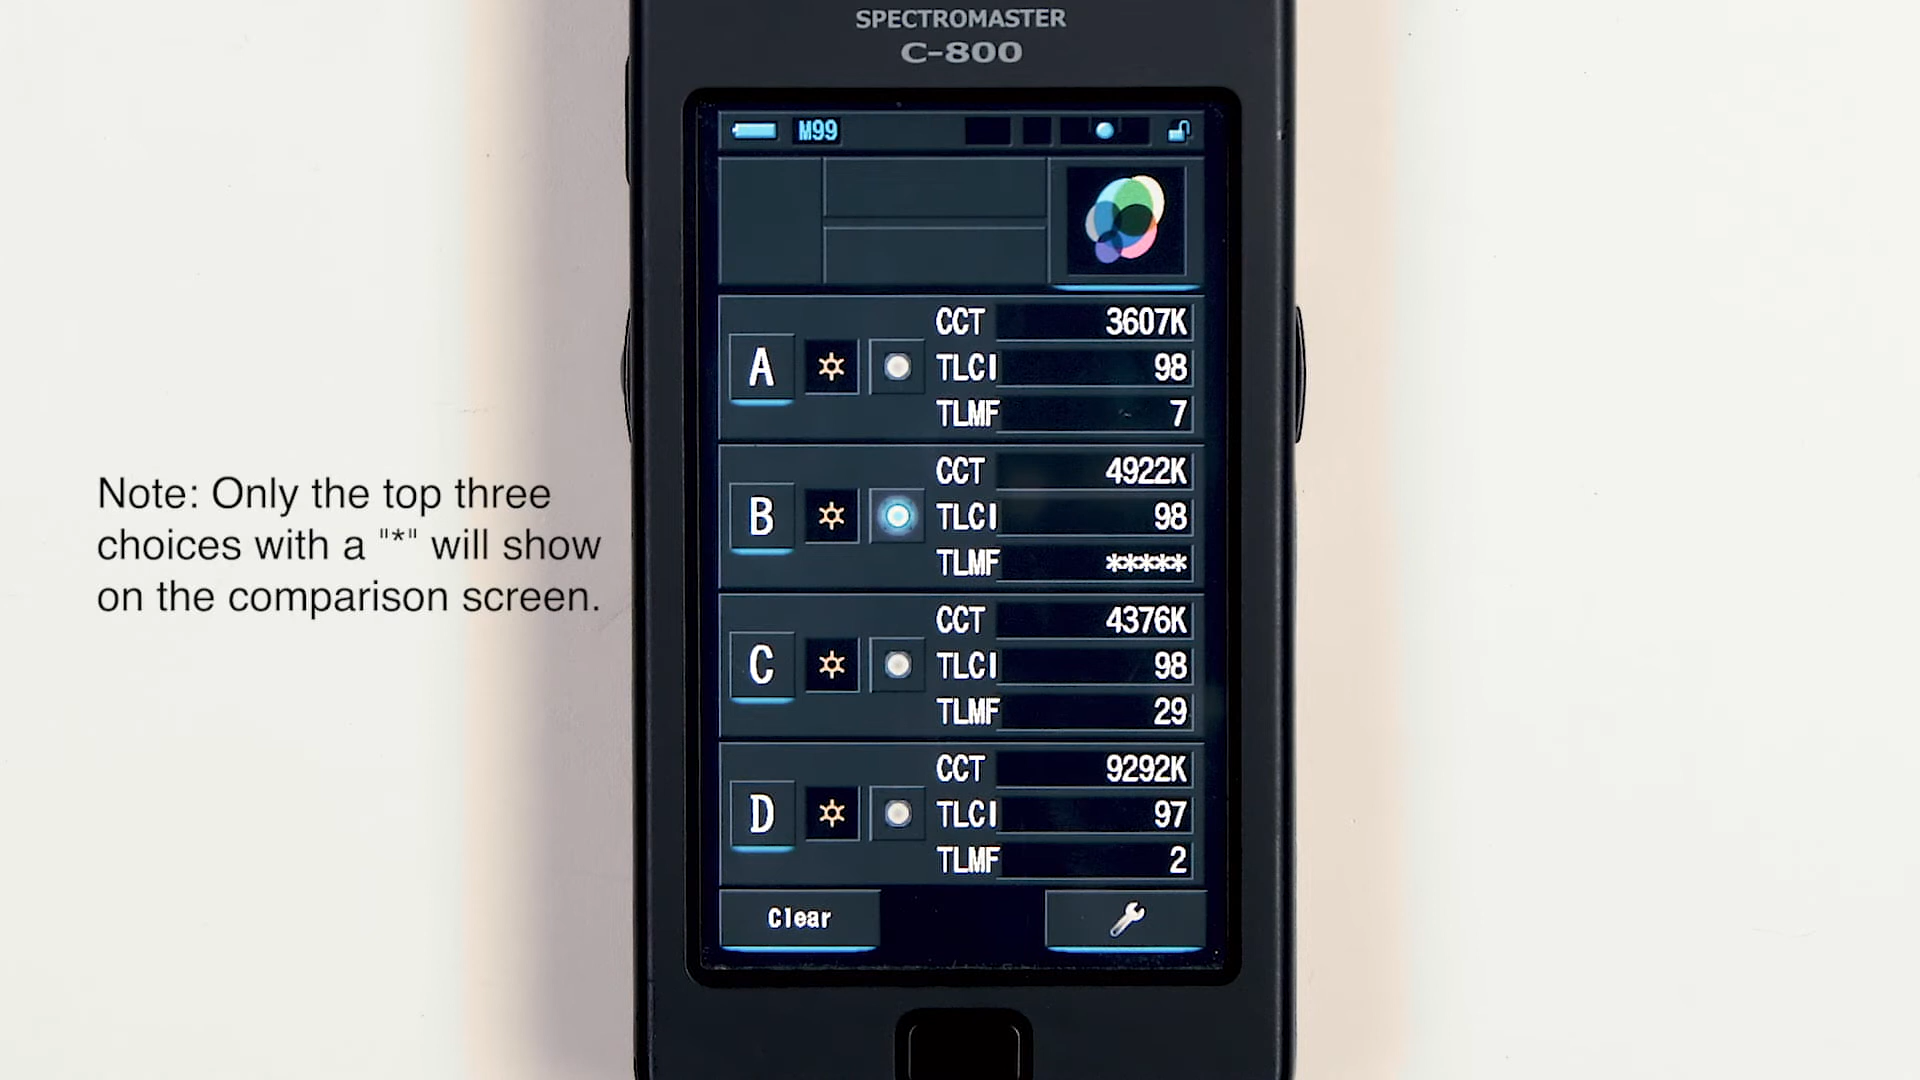 SPECTROMASTER
C-800
M99
A
CCT 3607K
TLCI 98
TLMF 7
Note: Only the top three
choices with a "*" will show
on the comparison screen.
B
CCT 4922K
TLCI 98
TLMF *****
C
CCT 4376K
TLCI 98
TLMF 29
D
CCT 9292K
TLCI 97
TLMF 2
Clear